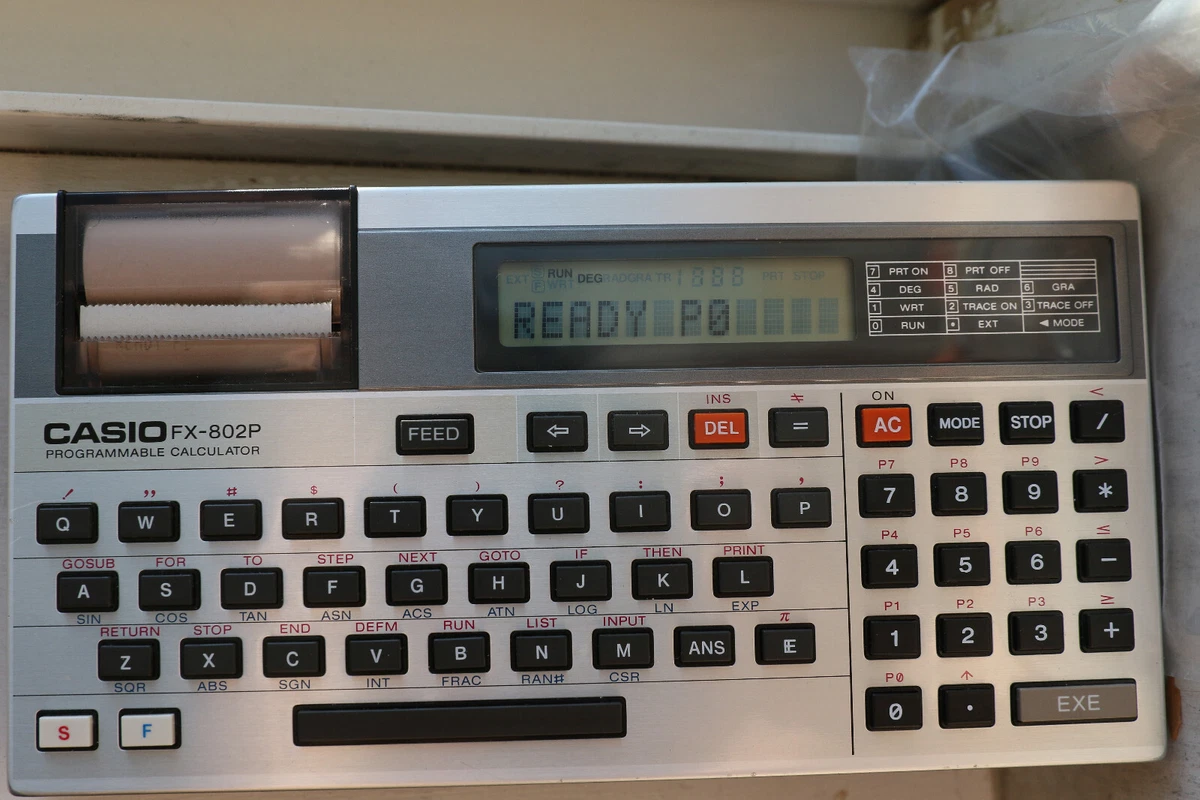 EXT S RUN DEG RAD GRA TR 1888 PRT STOP
F WRT
READY P0
7 PRT ON 8 PRT OFF
4 DEG 5 RAD 6 GRA
1 WRT 2 TRACE ON 3 TRACE OFF
0 RUN • EXT ◀ MODE
CASIO FX-802P
PROGRAMMABLE CALCULATOR
FEED ⇦ ⇨
INS ≠
DEL =
ON <
AC MODE STOP /
! ” # $ ( ) ? : ; ,
Q W E R T Y U I O P
P7 P8 P9 >
7 8 9 *
GOSUB FOR TO STEP NEXT GOTO IF THEN PRINT
A S D F G H J K L
SIN COS TAN ASN ACS ATN LOG LN EXP
P4 P5 P6 ≤
4 5 6 −
RETURN STOP END DEFM RUN LIST INPUT π
Z X C V B N M ANS E
SQR ABS SGN INT FRAC RAN# CSR
P1 P2 P3 ≥
1 2 3 +
S F
P0 ↑
0 • EXE